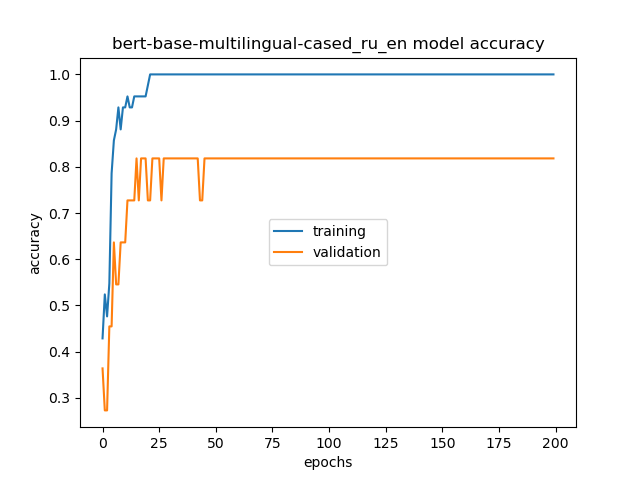 bert-base-multilingual-cased_ru_en model accuracy
1.0
0.9
0.8
0.7
0.6
0.5
0.4
0.3
accuracy
training
validation
0 25 50 75 100 125 150 175 200
epochs